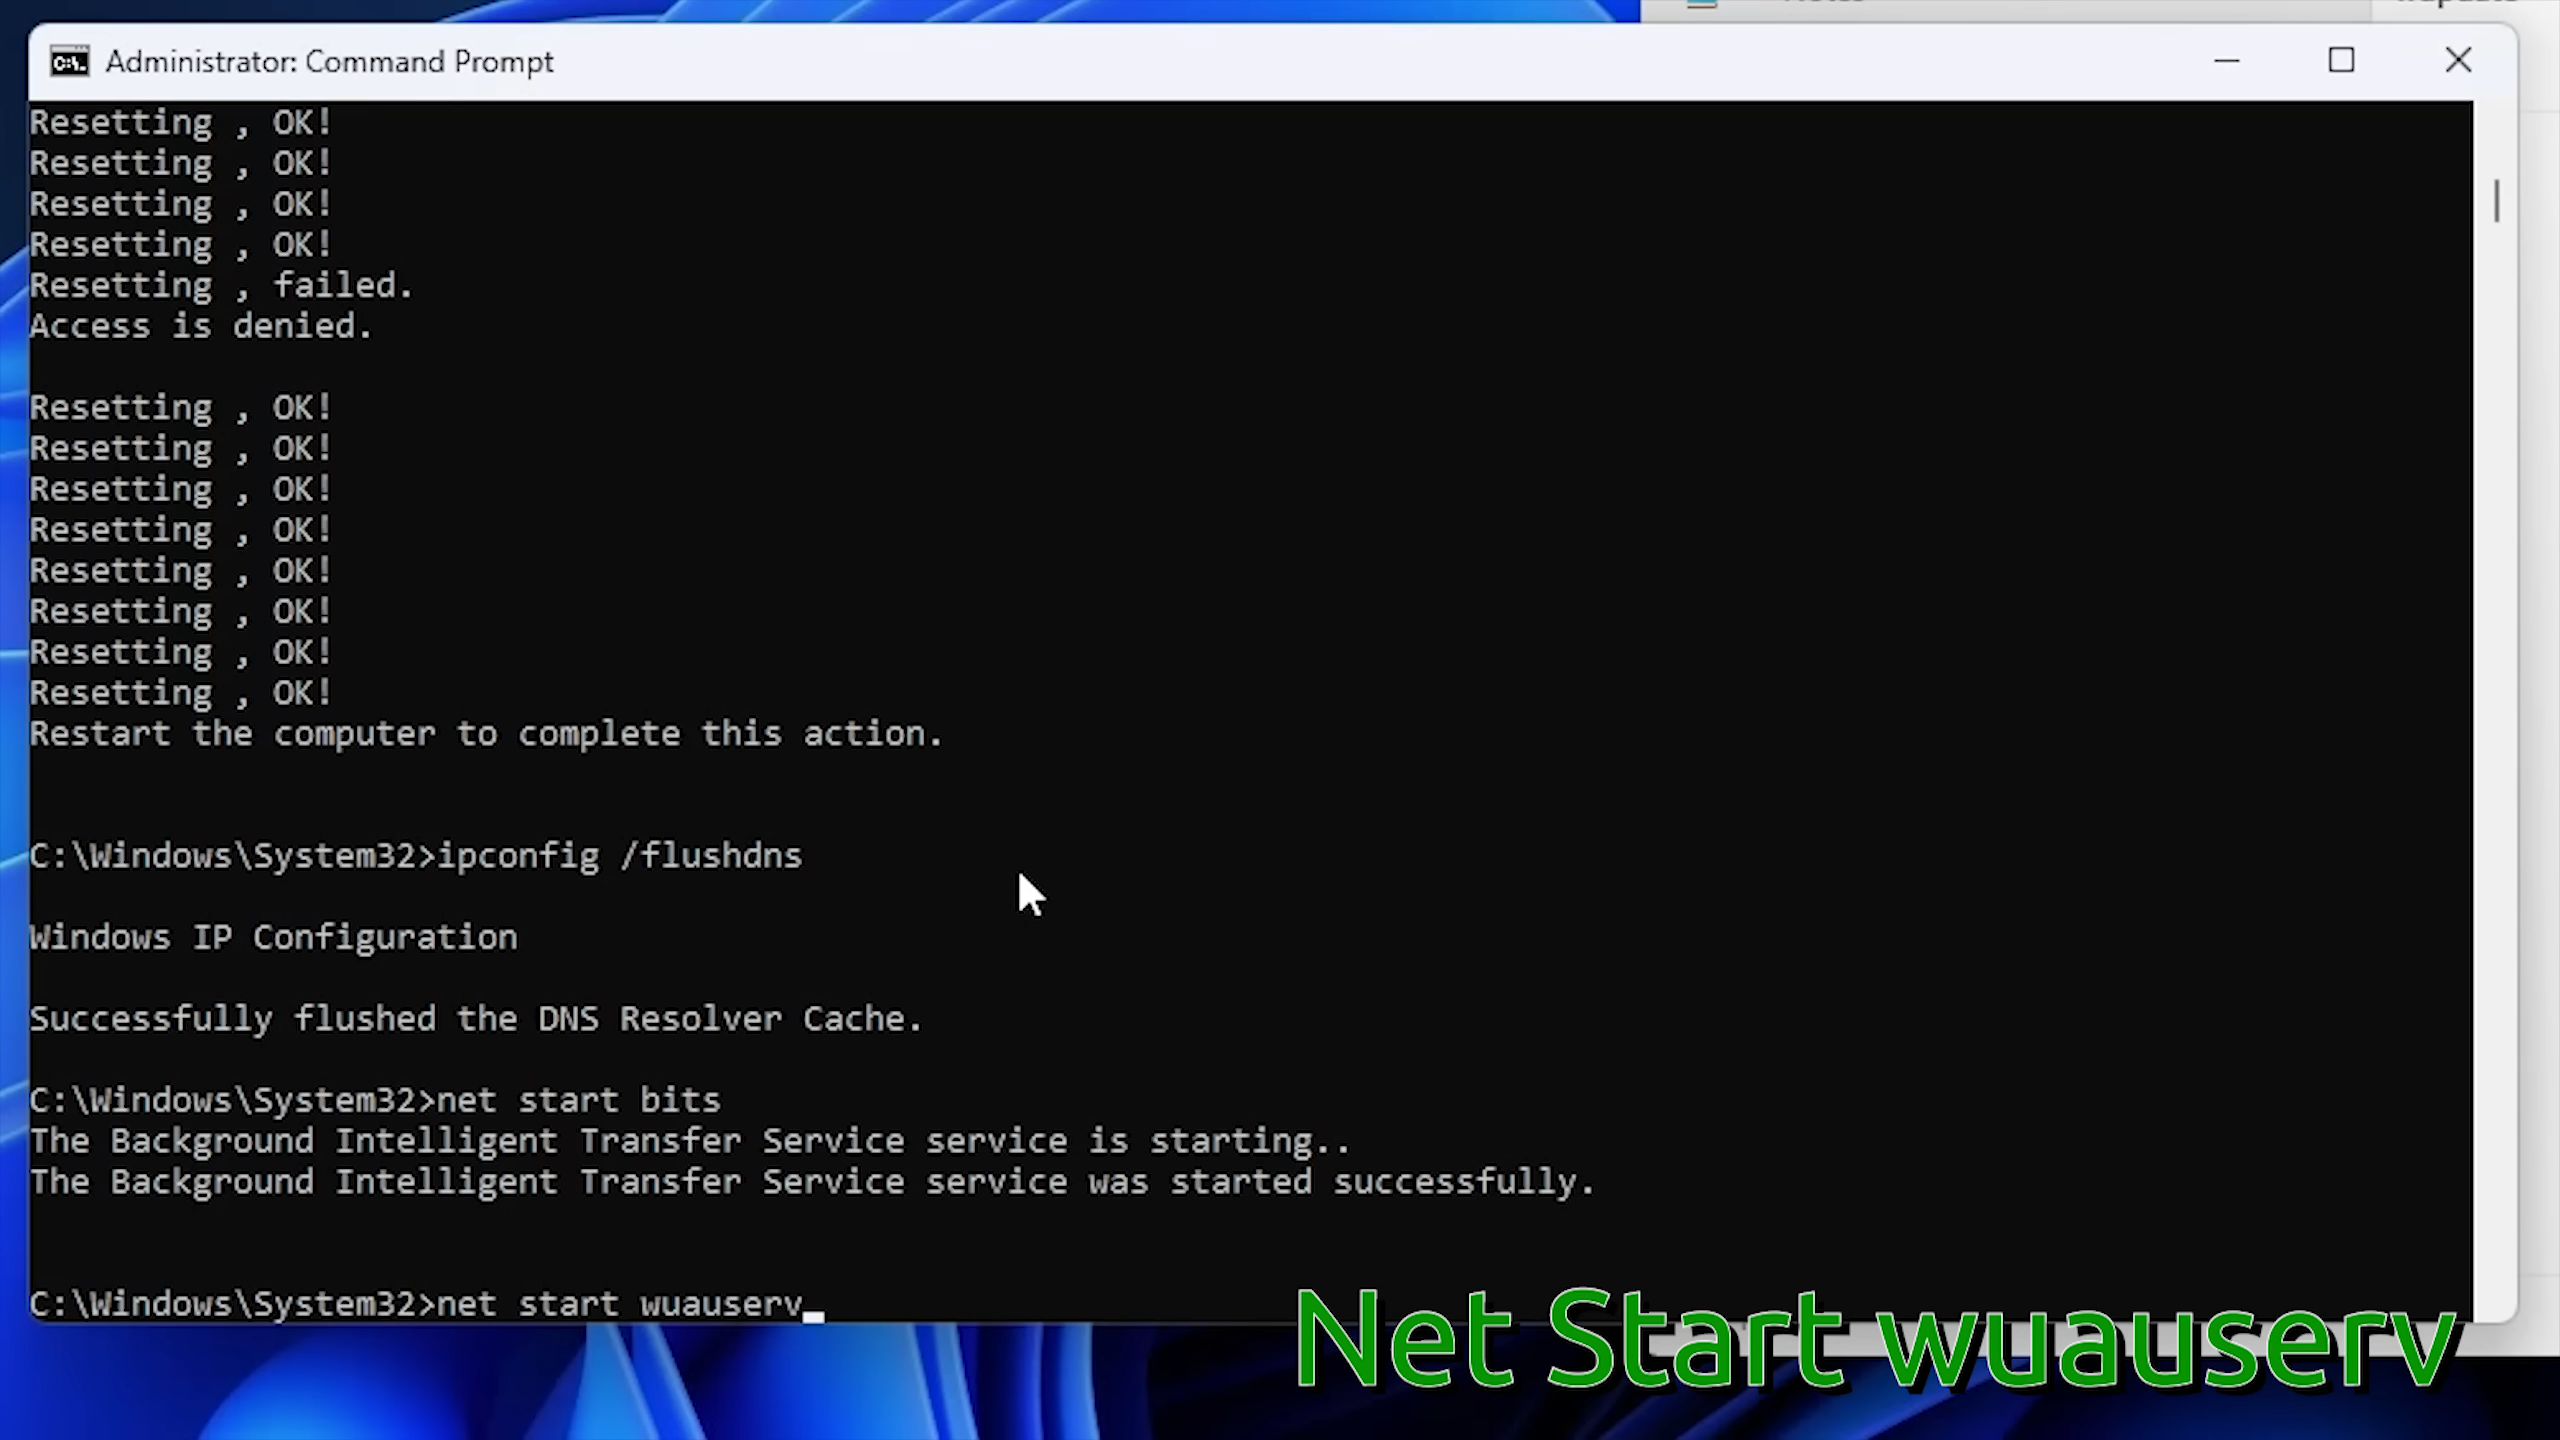 Administrator: Command Prompt
Resetting , OK!
Resetting , OK!
Resetting , OK!
Resetting , OK!
Resetting , failed.
Access is denied.
Resetting , OK!
Resetting , OK!
Resetting , OK!
Resetting , OK!
Resetting , OK!
Resetting , OK!
Resetting , OK!
Resetting , OK!
Restart the computer to complete this action.
C:\Windows\System32>ipconfig /flushdns
Windows IP Configuration
Successfully flushed the DNS Resolver Cache.
C:\Windows\System32>net start bits
The Background Intelligent Transfer Service service is starting..
The Background Intelligent Transfer Service service was started successfully.
C:\Windows\System32>net start wuauserv
Net Start wuauserv